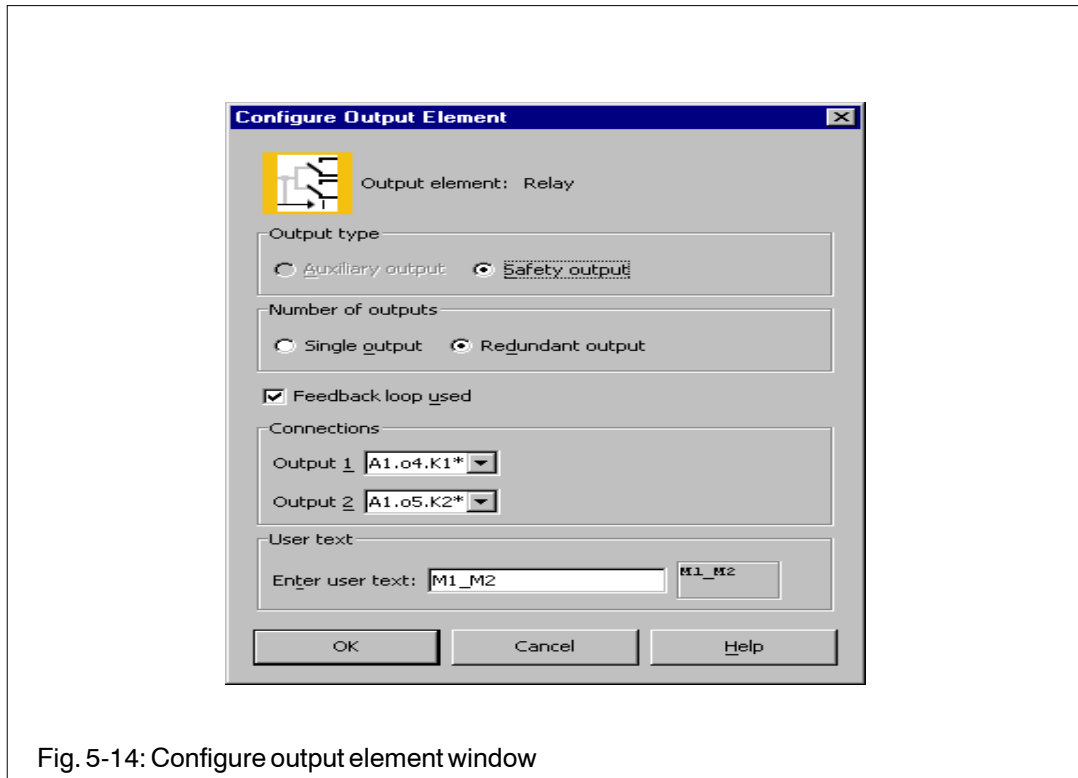 Configure Output Element
Output element: Relay
Output type
Auxiliary output Safety output
Number of outputs
Single output Redundant output
Feedback loop used
Connections
Output 1 A1.o4.K1*
Output 2 A1.o5.K2*
User text
Enter user text: M1_M2 M1_M2
OK Cancel Help
Fig. 5-14: Configure output element window